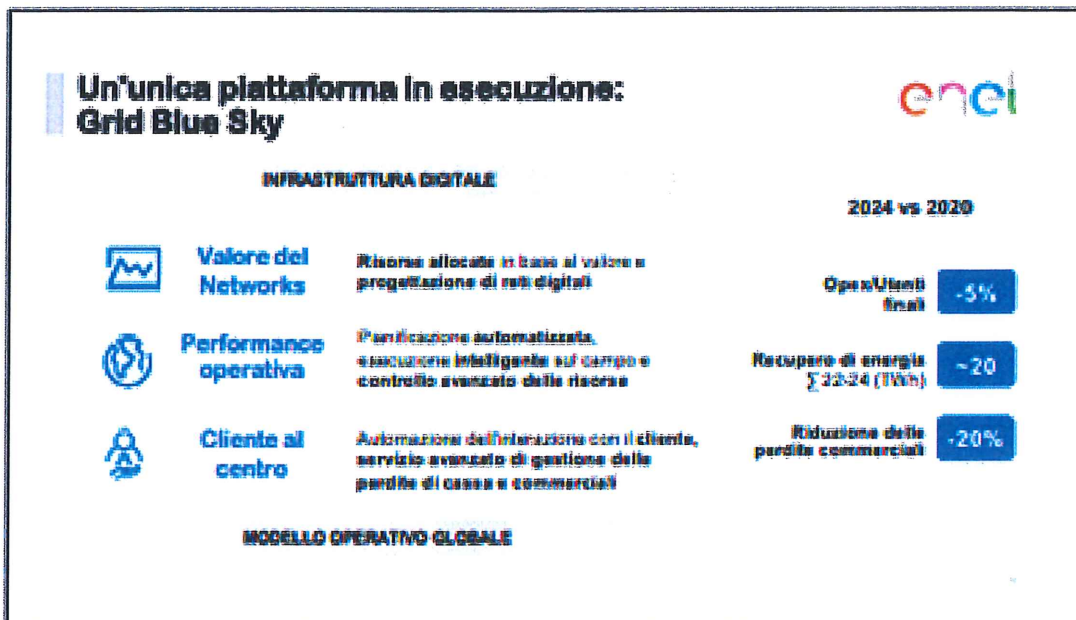 Un'unica piattaforma in esecuzione:
Grid Blue Sky
enel
INFRASTRUTTURA DIGITALE
2024 vs 2020
Valore del
Networks
Risorse allocate in base al valore e
progettazione di reti digitali
Opex/Utenti
finali
-5%
Performance
operativa
Pianificazione automatizzata,
esecuzione intelligente sul campo e
controllo avanzato delle risorse
Recupero di energia
∑ 22-24 (TWh)
~20
Cliente al
centro
Automazione dell'interazione con il cliente,
servizio avanzato di gestione delle
perdite di cassa e commerciali
Riduzione delle
perdite commerciali
-20%
MODELLO OPERATIVO GLOBALE